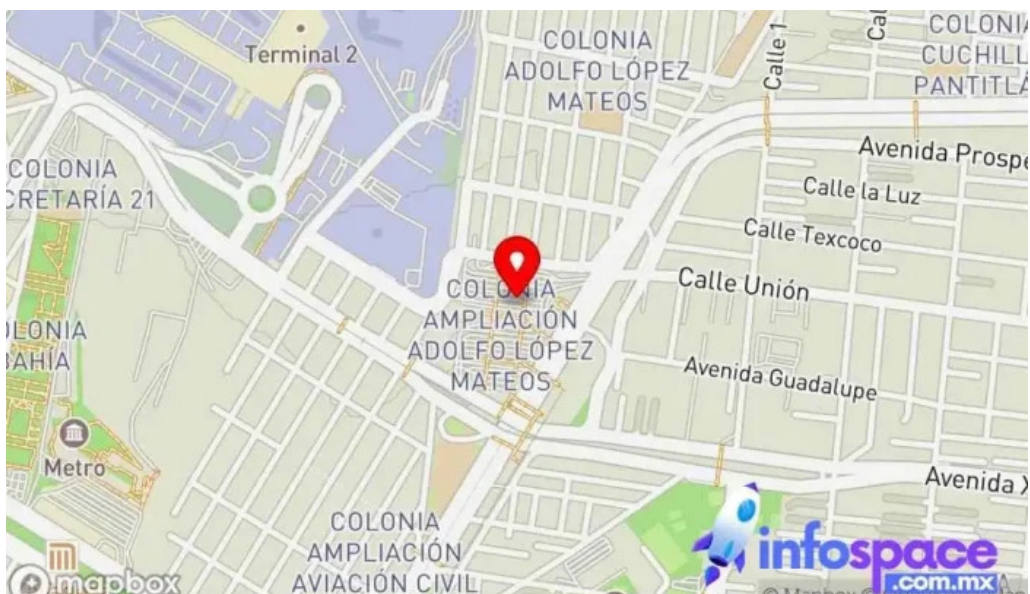 Terminal 2
COLONIA
ADOLFO LÓPEZ
MATEOS
Calle 1
COLONIA
CUCHILL
PANTITLA
Avenida Prospe
Calle la Luz
Calle Texcoco
Calle Unión
COLONIA
CRETARÍA 21
COLONIA
AMPLIACIÓN
ADOLFO LÓPEZ
MATEOS
OLONIA
BAHÍA
Avenida Guadalupe
Metro
Avenida X
COLONIA
AMPLIACIÓN
AVIACIÓN CIVIL
mapbox
infospace
.com.mx